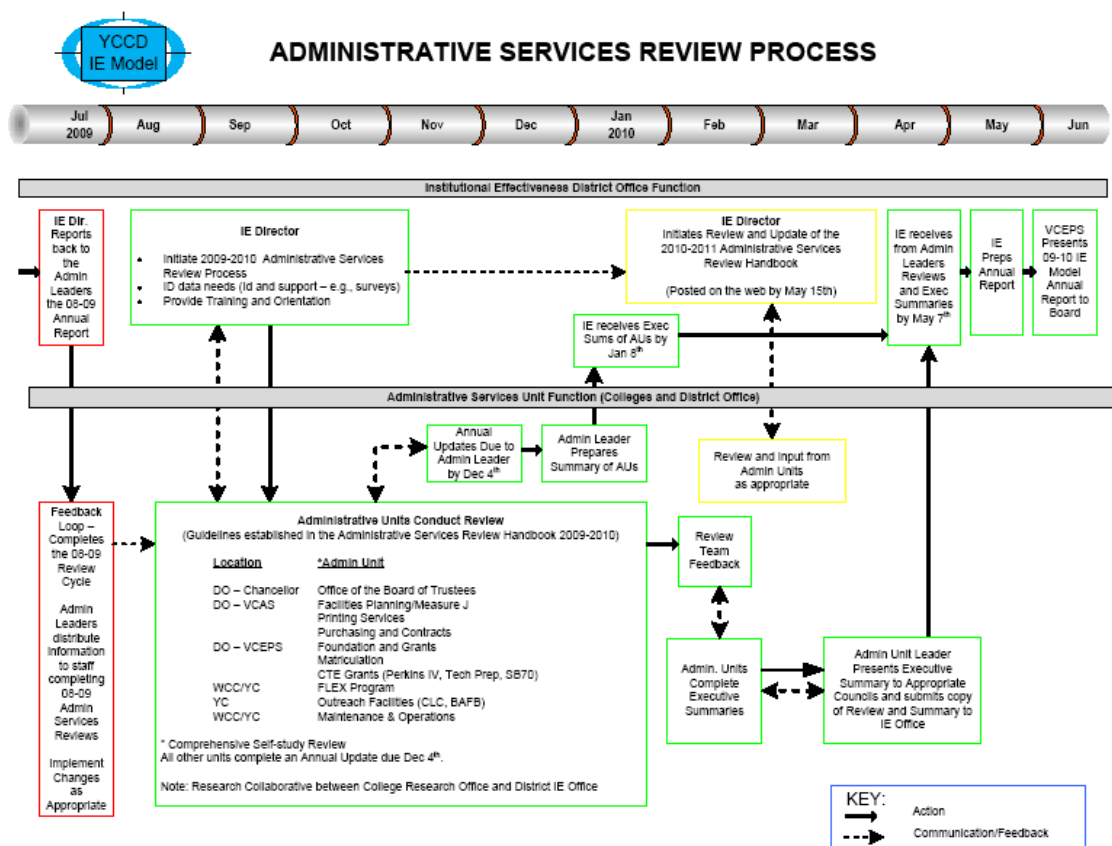 YCCD
IE Model
ADMINISTRATIVE SERVICES REVIEW PROCESS
Jul
2009
Aug
Sep
Oct
Nov
Dec
Jan
2010
Feb
Mar
Apr
May
Jun
Institutional Effectiveness District Office Function
IE Dir.
Reports
back to
the
Admin
Leaders
the 08-09
Annual
Report
IE Director
• Initiate 2009-2010 Administrative Services
Review Process
• ID data needs (Id and support – e.g., surveys)
• Provide Training and Orientation
IE Director
Initiates Review and Update of the
2010-2011 Administrative Services
Review Handbook
(Posted on the web by May 15th)
IE receives
from Admin
Leaders
Reviews
and Exec
Summaries
by May 7th
IE
Preps
Annual
Report
VCEPS
Presents
09-10 IE
Model
Annual
Report to
Board
IE receives Exec
Sums of AUs by
Jan 8th
Administrative Services Unit Function (Colleges and District Office)
Annual
Updates Due to
Admin Leader
by Dec 4th
Admin Leader
Prepares
Summary of AUs
Review and Input from
Admin Units
as appropriate
Feedback
Loop –
Completes
the 08-09
Review
Cycle
Admin
Leaders
distribute
Information
to staff
completing
08-09
Admin
Services
Reviews
Implement
Changes
as
Appropriate
Administrative Units Conduct Review
(Guidelines established in the Administrative Services Review Handbook 2009-2010)
Location *Admin Unit
DO – Chancellor Office of the Board of Trustees
DO – VCAS Facilities Planning/Measure J
Printing Services
Purchasing and Contracts
DO – VCEPS Foundation and Grants
Matriculation
CTE Grants (Perkins IV, Tech Prep, SB70)
WCC/YC FLEX Program
YC Outreach Facilities (CLC, BAFB)
WCC/YC Maintenance & Operations
* Comprehensive Self-study Review
All other units complete an Annual Update due Dec 4th.
Note: Research Collaborative between College Research Office and District IE Office
Review
Team
Feedback
Admin. Units
Complete
Executive
Summaries
Admin Unit Leader
Presents Executive
Summary to Appropriate
Councils and submits copy
of Review and Summary to
IE Office
KEY:
Action
Communication/Feedback